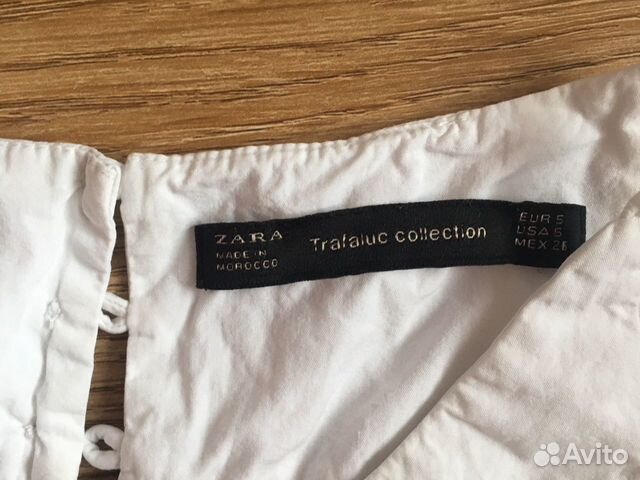 ZARA
MADE IN
MOROCCO
Trafaluc collection
EUR S
USA S
MEX 26
Avito